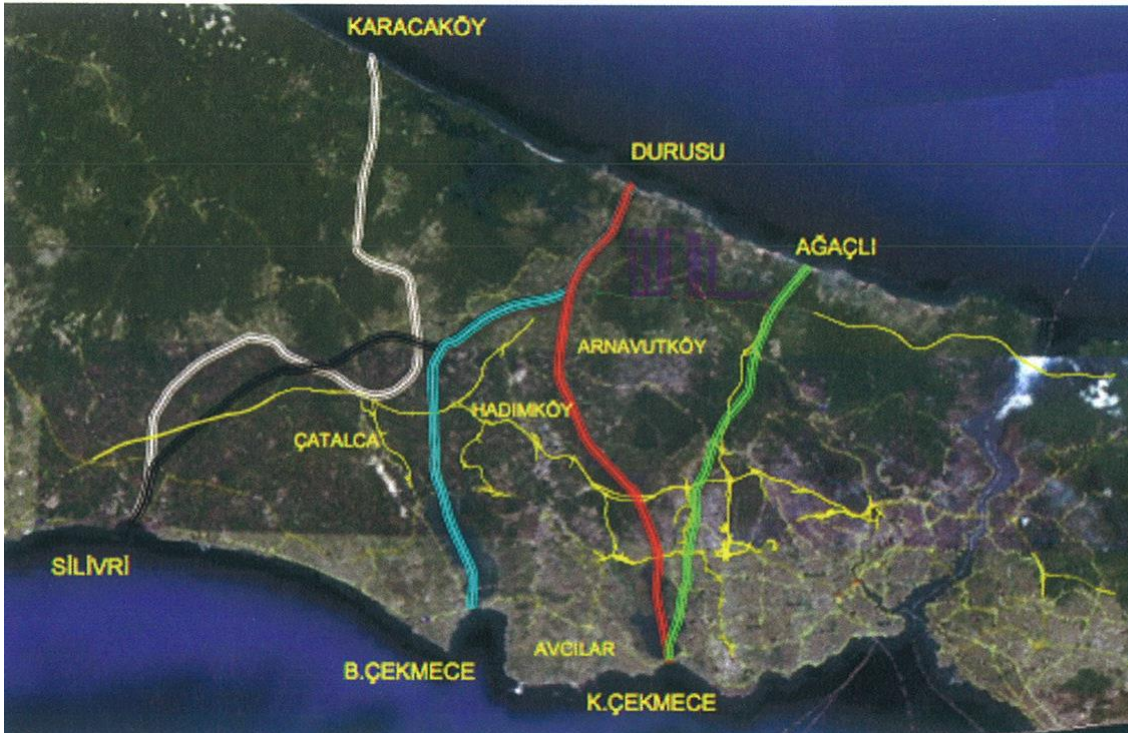 KARACAKÖY
DURUSU
AĞAÇLI
ARNAVUTKÖY
HADIMKÖY
ÇATALCA
SİLİVRİ
AVCILAR
B.ÇEKMECE
K.ÇEKMECE